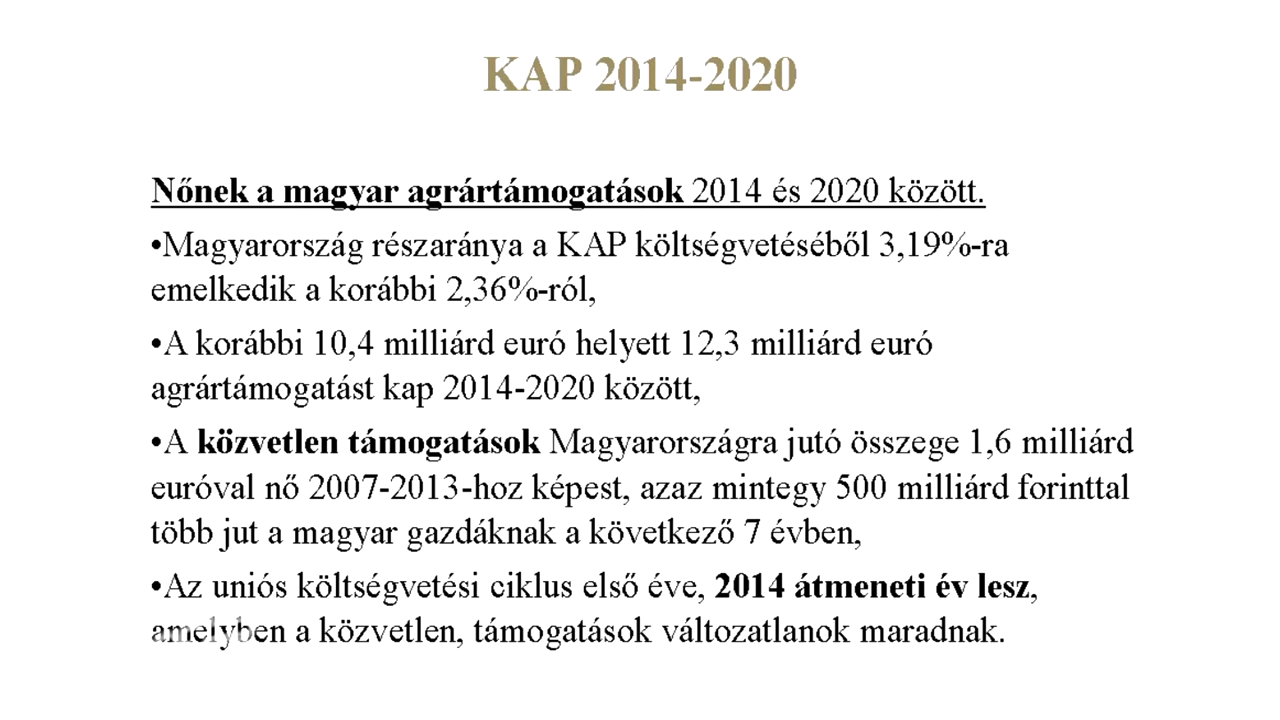 KAP 2014-2020
Nőnek a magyar agrártámogatások 2014 és 2020 között.
•Magyarország részaránya a KAP költségvetéséből 3,19%-ra
emelkedik a korábbi 2,36%-ról,
•A korábbi 10,4 milliárd euró helyett 12,3 milliárd euró
agrártámogatást kap 2014-2020 között,
•A közvetlen támogatások Magyarországra jutó összege 1,6 milliárd
euróval nő 2007-2013-hoz képest, azaz mintegy 500 milliárd forinttal
több jut a magyar gazdáknak a következő 7 évben,
•Az uniós költségvetési ciklus első éve, 2014 átmeneti év lesz,
amelyben a közvetlen, támogatások változatlanok maradnak.